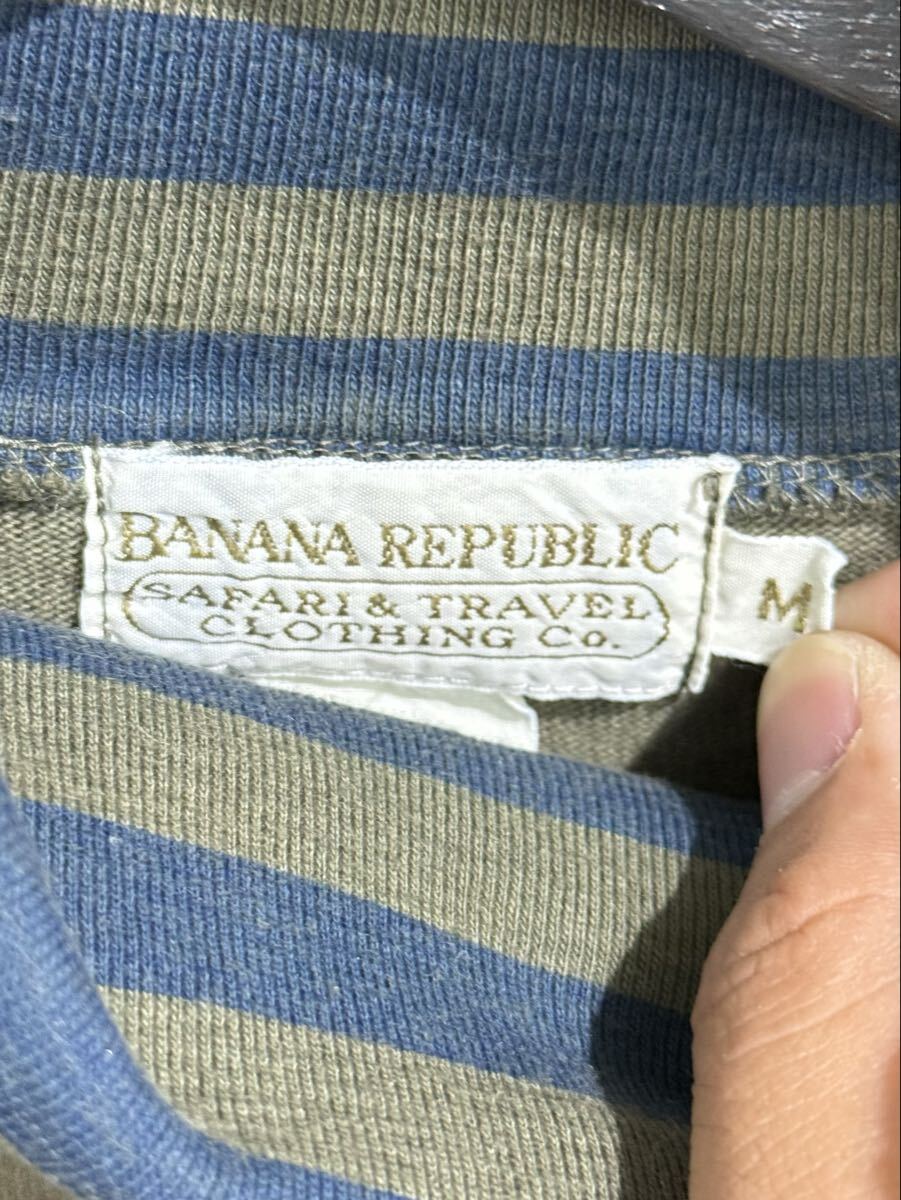 BANANA REPUBLIC
SAFARI & TRAVEL
CLOTHING Co.
M